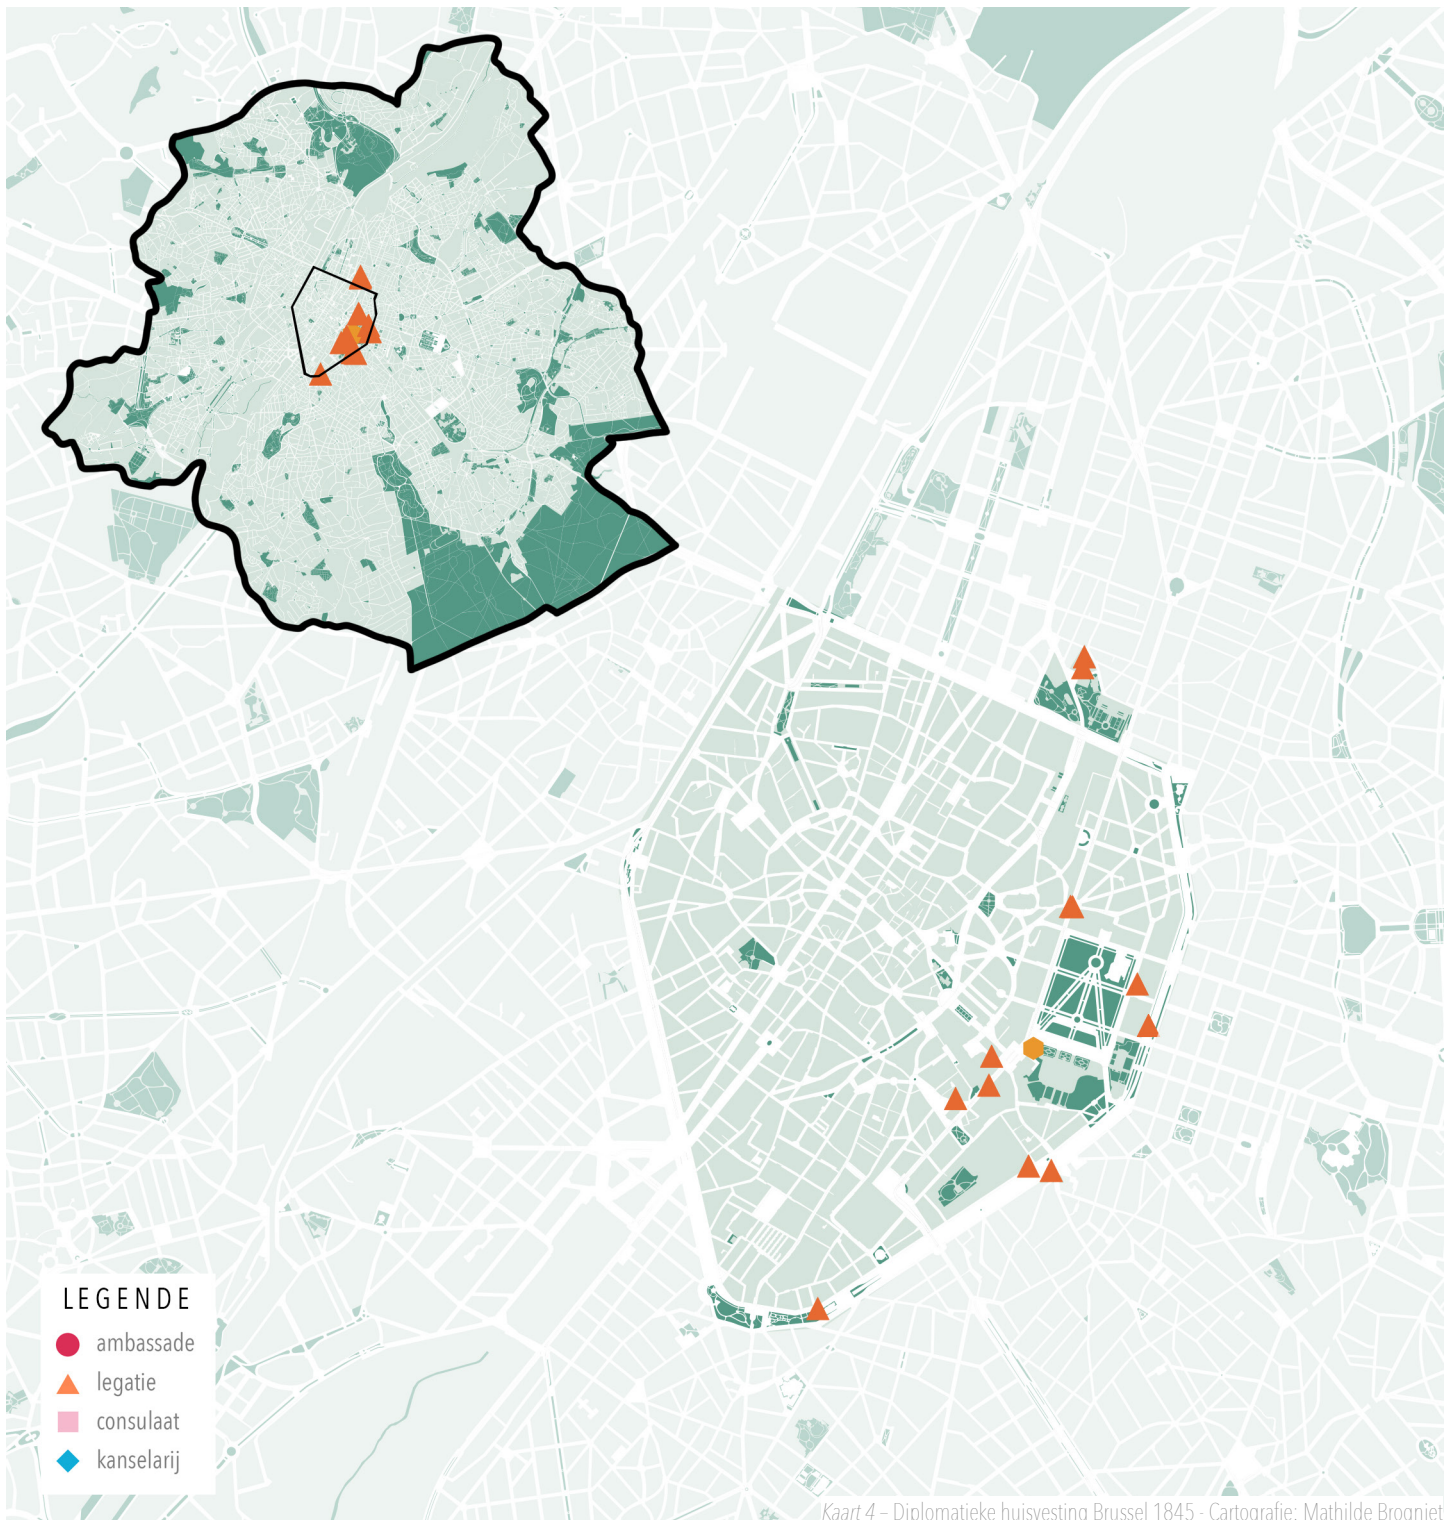 LEGENDE
ambassade
legatie
consulaat
kanselarij
Kaart 4 – Diplomatieke huisvesting Brussel 1845 - Cartografie: Mathilde Brogniet